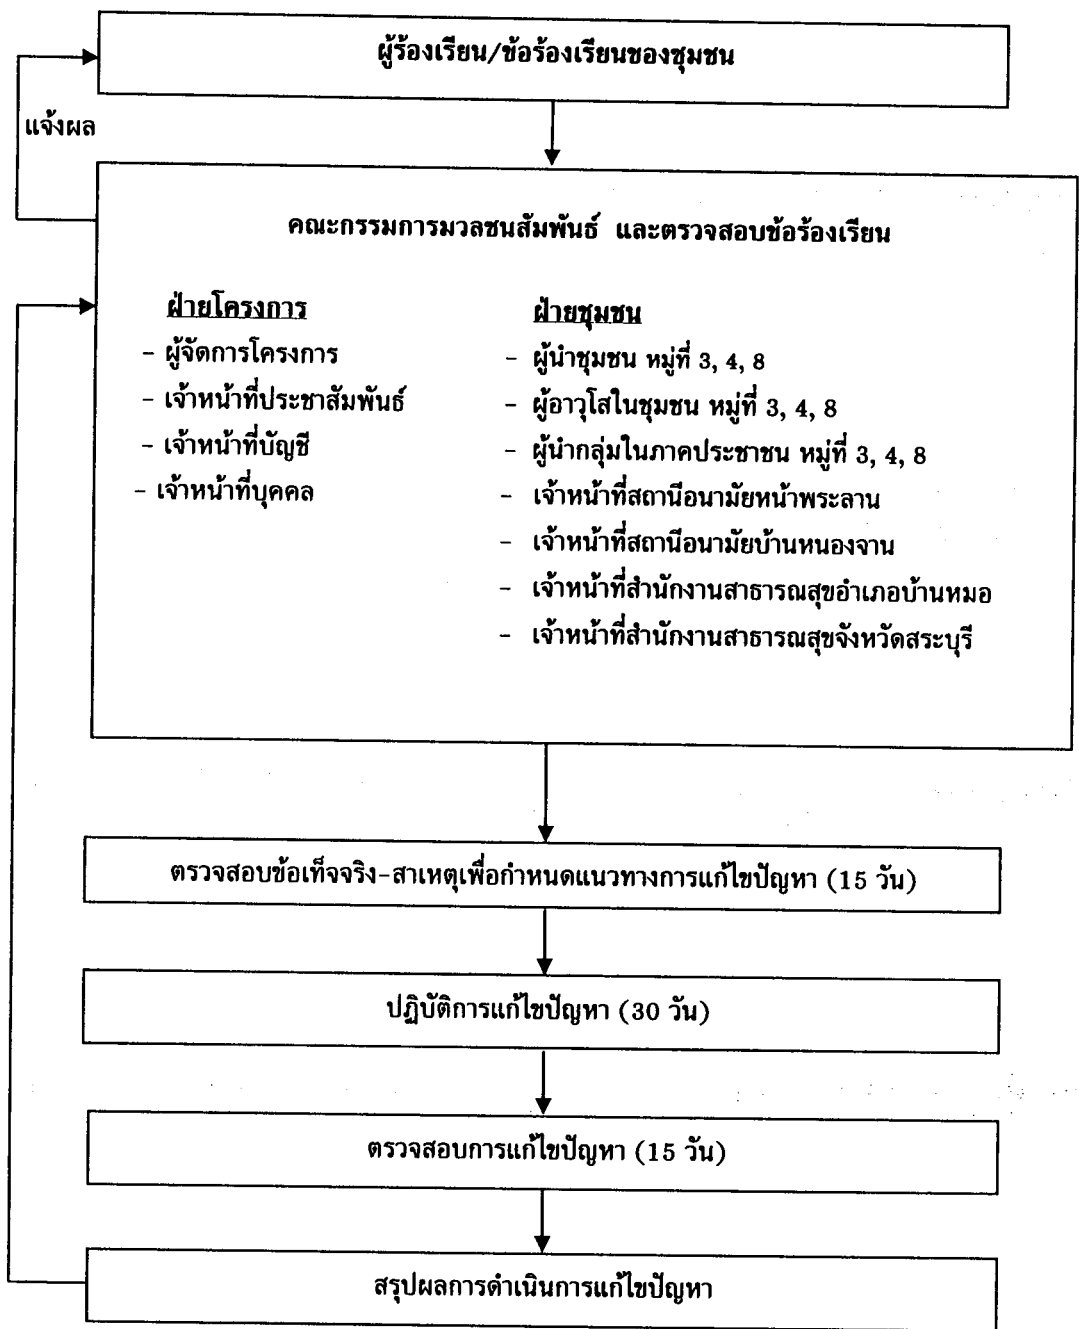 ผู้ร้องเรียน/ข้อร้องเรียนของชุมชน
แจ้งผล
คณะกรรมการมวลชนสัมพันธ์ และตรวจสอบข้อร้องเรียน
ฝ่ายโครงการ
- ผู้จัดการโครงการ
- เจ้าหน้าที่ประชาสัมพันธ์
- เจ้าหน้าที่บัญชี
- เจ้าหน้าที่บุคคล
ฝ่ายชุมชน
- ผู้นำชุมชน หมู่ที่ 3, 4, 8
- ผู้อาวุโสในชุมชน หมู่ที่ 3, 4, 8
- ผู้นำกลุ่มในภาคประชาชน หมู่ที่ 3, 4, 8
- เจ้าหน้าที่สถานีอนามัยหน้าพระลาน
- เจ้าหน้าที่สถานีอนามัยบ้านหนองจาน
- เจ้าหน้าที่สำนักงานสาธารณสุขอำเภอบ้านหมอ
- เจ้าหน้าที่สำนักงานสาธารณสุขจังหวัดสระบุรี
ตรวจสอบข้อเท็จจริง-สาเหตุเพื่อกำหนดแนวทางการแก้ไขปัญหา (15 วัน)
ปฏิบัติการแก้ไขปัญหา (30 วัน)
ตรวจสอบการแก้ไขปัญหา (15 วัน)
สรุปผลการดำเนินการแก้ไขปัญหา